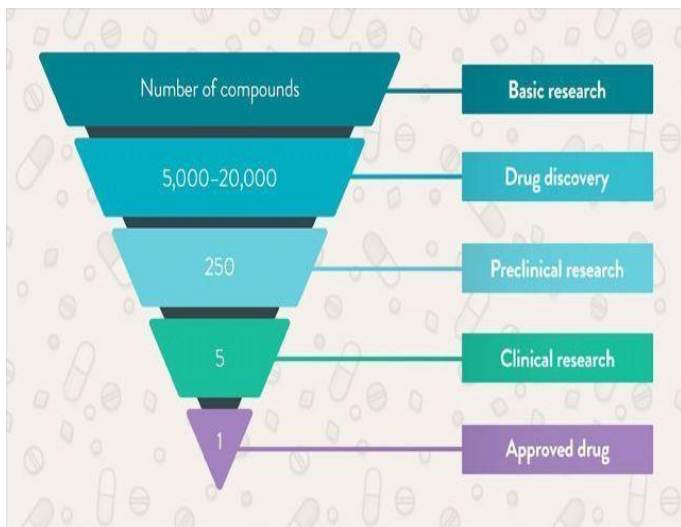 Number of compounds
Basic research
5,000–20,000
Drug discovery
250
Preclinical research
5
Clinical research
1
Approved drug